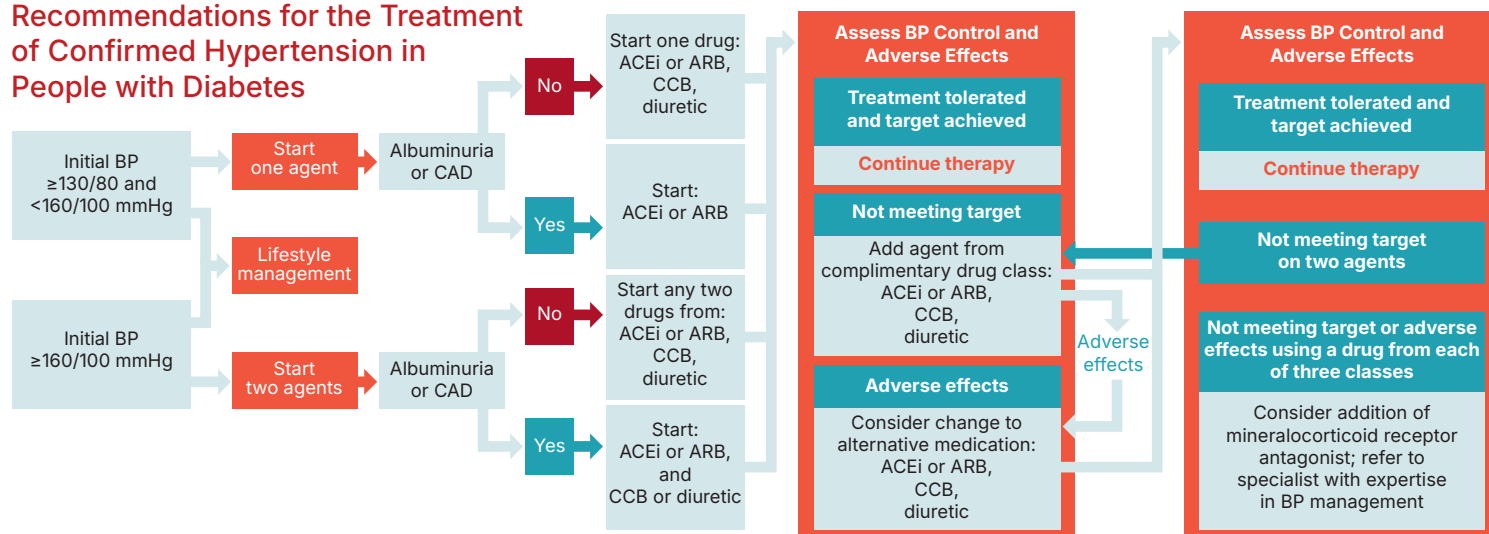 Recommendations for the Treatment
of Confirmed Hypertension in
People with Diabetes
Initial BP
≥130/80 and
<160/100 mmHg
Start
one agent
Albuminuria
or CAD
No
Start one drug:
ACEi or ARB,
CCB,
diuretic
Yes
Start:
ACEi or ARB
Lifestyle
management
Initial BP
≥160/100 mmHg
Start
two agents
Albuminuria
or CAD
No
Start any two
drugs from:
ACEi or ARB,
CCB,
diuretic
Yes
Start:
ACEi or ARB,
and
CCB or diuretic
Assess BP Control and
Adverse Effects
Treatment tolerated
and target achieved
Continue therapy
Not meeting target
Add agent from
complimentary drug class:
ACEi or ARB,
CCB,
diuretic
Adverse
effects
Adverse effects
Consider change to
alternative medication:
ACEi or ARB,
CCB,
diuretic
Assess BP Control and
Adverse Effects
Treatment tolerated and
target achieved
Continue therapy
Not meeting target
on two agents
Not meeting target or adverse
effects using a drug from each
of three classes
Consider addition of
mineralocorticoid receptor
antagonist; refer to
specialist with expertise
in BP management